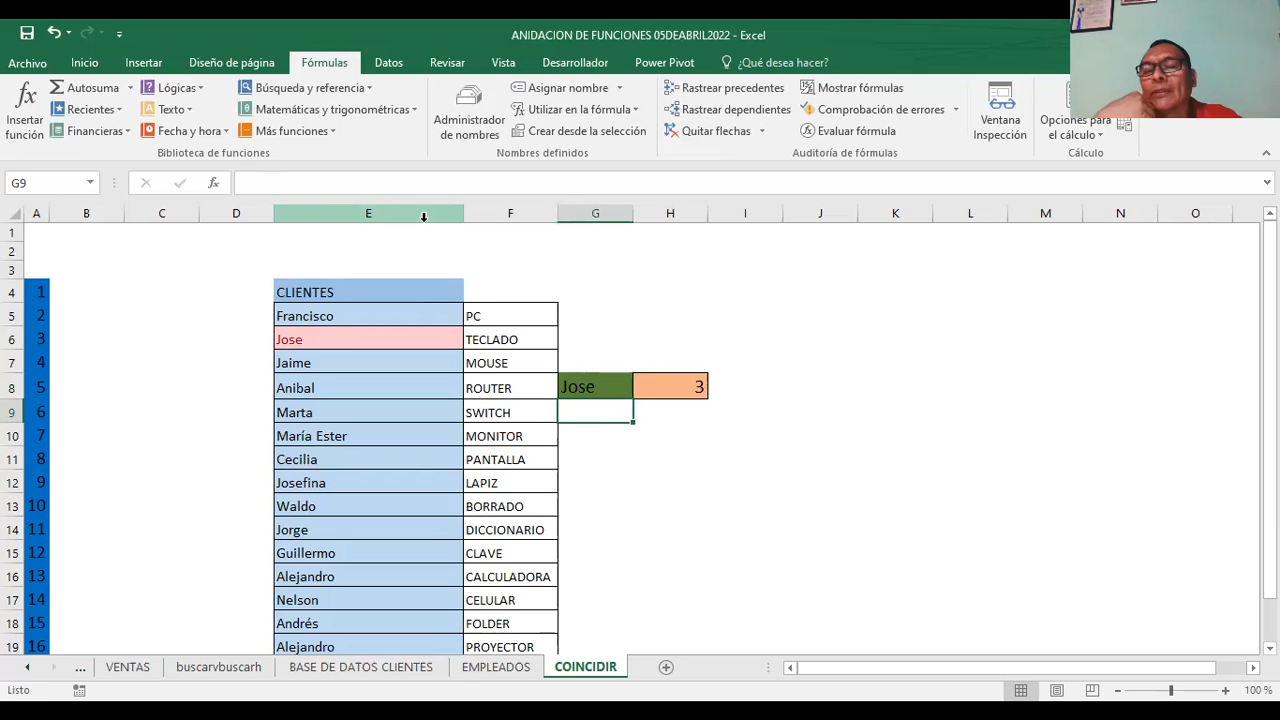 ANIDACION DE FUNCIONES 05DEABRIL2022 - Excel
Archivo Inicio Insertar Diseño de página Fórmulas Datos Revisar Vista Desarrollador Power Pivot ¿Qué desea hacer?
fx Insertar función
Autosuma Lógicas Búsqueda y referencia
Recientes Texto Matemáticas y trigonométricas
Financieras Fecha y hora Más funciones
Biblioteca de funciones
Administrador de nombres
Asignar nombre
Utilizar en la fórmula
Crear desde la selección
Nombres definidos
Rastrear precedentes Mostrar fórmulas
Rastrear dependientes Comprobación de errores
Quitar flechas Evaluar fórmula
Auditoría de fórmulas
Ventana Inspección
Opciones para el cálculo
Cálculo
G9 fx
A B C D E F G H I J K L M N O
1
2
3
4 1 CLIENTES
5 2 Francisco PC
6 3 Jose TECLADO
7 4 Jaime MOUSE
8 5 Anibal ROUTER Jose 3
9 6 Marta SWITCH
10 7 María Ester MONITOR
11 8 Cecilia PANTALLA
12 9 Josefina LAPIZ
13 10 Waldo BORRADO
14 11 Jorge DICCIONARIO
15 12 Guillermo CLAVE
16 13 Alejandro CALCULADORA
17 14 Nelson CELULAR
18 15 Andrés FOLDER
19 16 Alejandro PROYECTOR
... VENTAS buscarvbuscarh BASE DE DATOS CLIENTES EMPLEADOS COINCIDIR
Listo 100 %